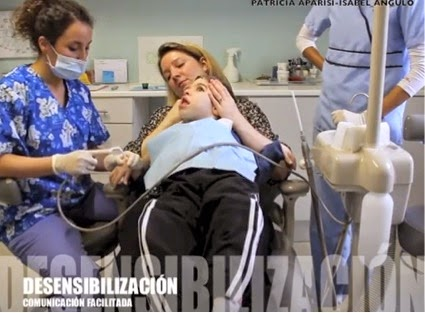 PATRICIA APARISI-ISABEL ANGULO
DESENSIBILIZACIÓN
DESENSIBILIZACIÓN
COMUNICACIÓN FACILITADA